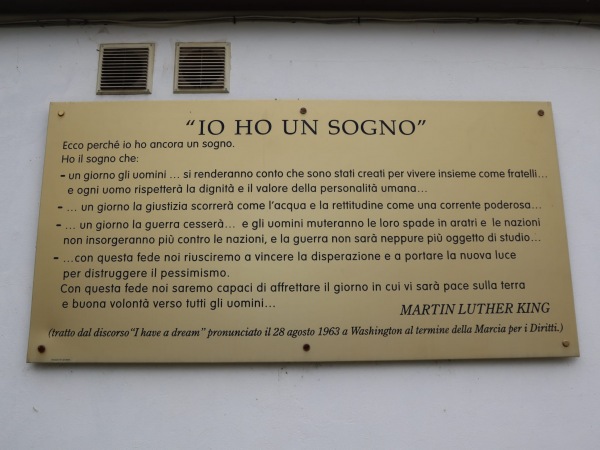 "IO HO UN SOGNO"
Ecco perché io ho ancora un sogno.
Ho il sogno che:
- un giorno gli uomini ... si renderanno conto che sono stati creati per vivere insieme come fratelli...
e ogni uomo rispetterà la dignità e il valore della personalità umana...
- ... un giorno la giustizia scorrerà come l'acqua e la rettitudine come una corrente poderosa...
- ... un giorno la guerra cesserà... e gli uomini muteranno le loro spade in aratri e le nazioni
non insorgeranno più contro le nazioni, e la guerra non sarà neppure più oggetto di studio...
- ...con questa fede noi riusciremo a vincere la disperazione e a portare la nuova luce
per distruggere il pessimismo.
Con questa fede noi saremo capaci di affrettare il giorno in cui vi sarà pace sulla terra
e buona volontà verso tutti gli uomini...
MARTIN LUTHER KING
(tratto dal discorso "I have a dream" pronunciato il 28 agosto 1963 a Washington al termine della Marcia per i Diritti.)